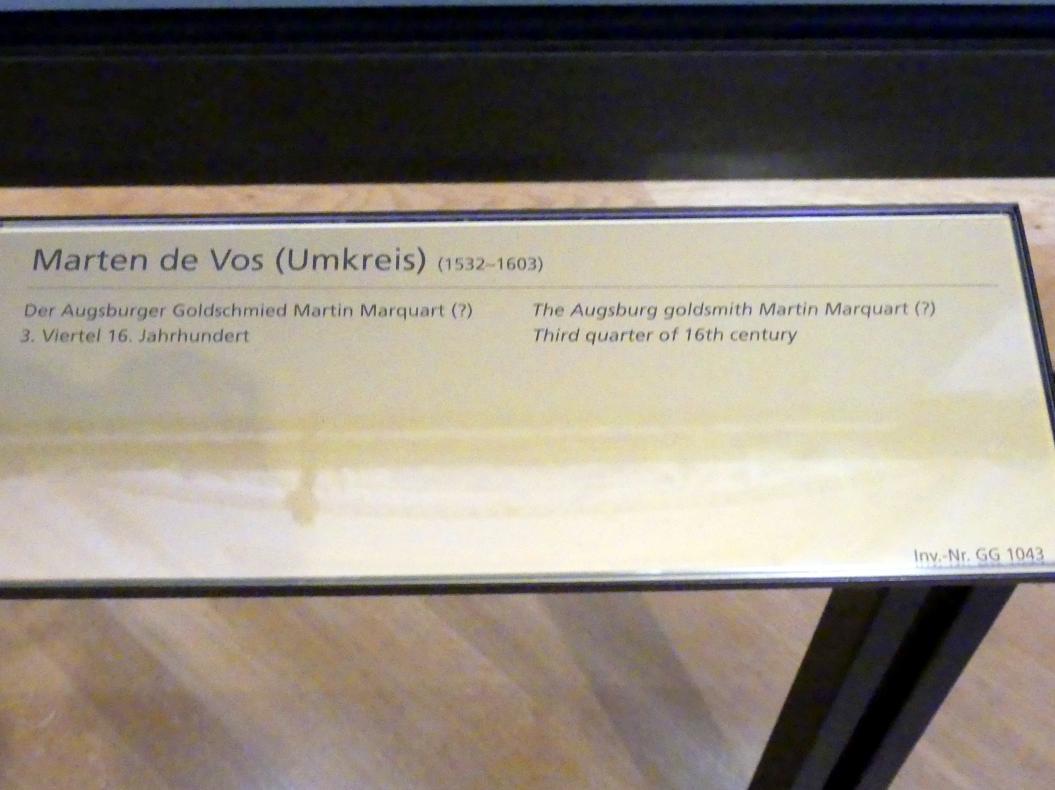 Marten de Vos (Umkreis) (1532–1603)
Der Augsburger Goldschmied Martin Marquart (?)
3. Viertel 16. Jahrhundert
The Augsburg goldsmith Martin Marquart (?)
Third quarter of 16th century
Inv.-Nr. GG 1043